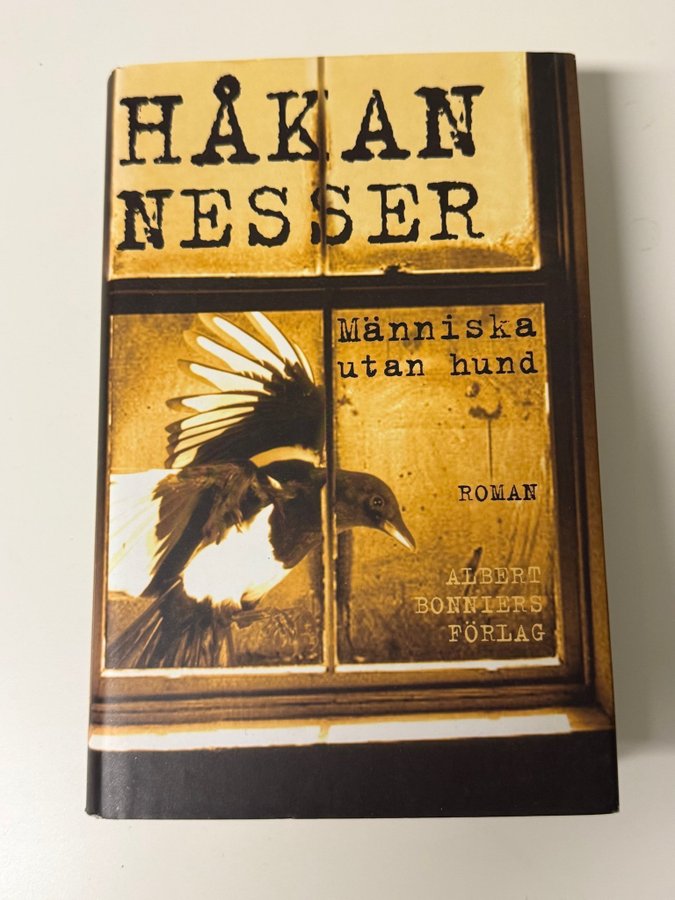 HÅKAN
NESSER
Människa
utan hund
ROMAN
ALBERT
BONNIERS
FÖRLAG